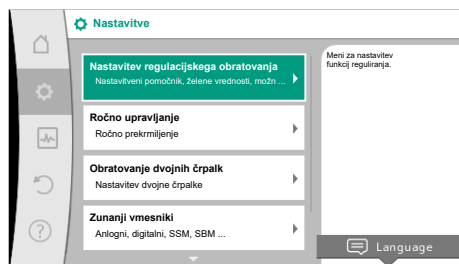 Nastavitve
Nastavitev regulacijskega obratovanja
Nastavitveni pomočnik, želene vrednosti, možn ...
Ročno upravljanje
Ročno prekrmiljenje
Obratovanje dvojnih črpalk
Nastavitev dvojne črpalke
Zunanji vmesniki
Anlogni, digitalni, SSM, SBM ...
Meni za nastavitev
funkcij reguliranja.
Language